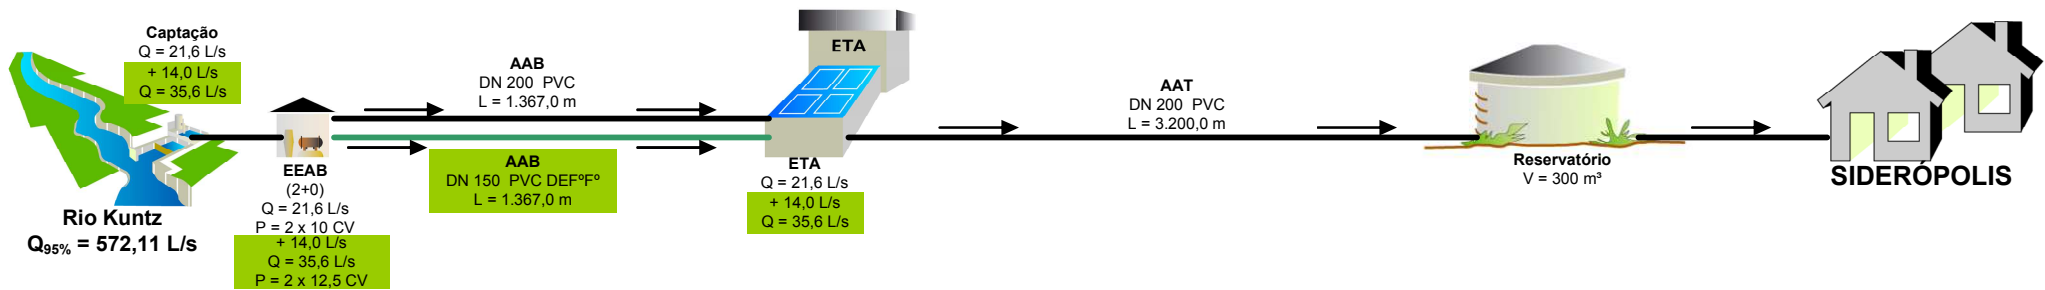 Captação
Q = 21,6 L/s
+ 14,0 L/s
Q = 35,6 L/s
Rio Kuntz
Q95% = 572,11 L/s
EEAB
(2+0)
Q = 21,6 L/s
P = 2 x 10 CV
+ 14,0 L/s
Q = 35,6 L/s
P = 2 x 12,5 CV
AAB
DN 200 PVC
L = 1.367,0 m
AAB
DN 150 PVC DEFºFº
L = 1.367,0 m
ETA
ETA
Q = 21,6 L/s
+ 14,0 L/s
Q = 35,6 L/s
AAT
DN 200 PVC
L = 3.200,0 m
Reservatório
V = 300 m³
SIDERÓPOLIS